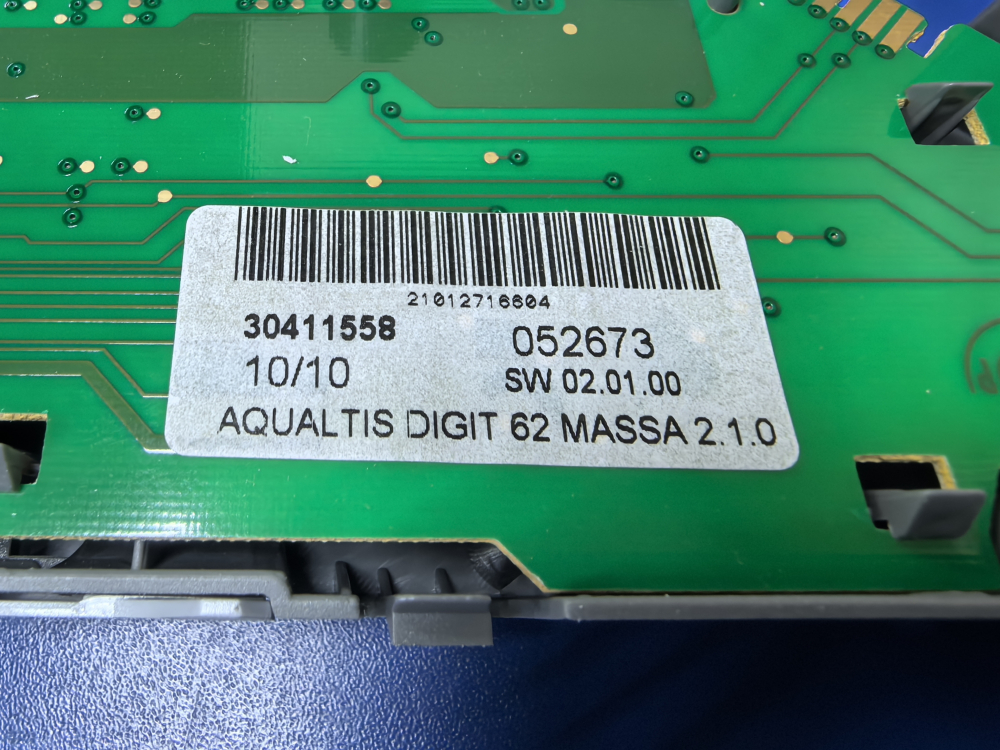 21012716604
30411558
052673
10/10
SW 02.01.00
AQUALTIS DIGIT 62 MASSA 2.1.0